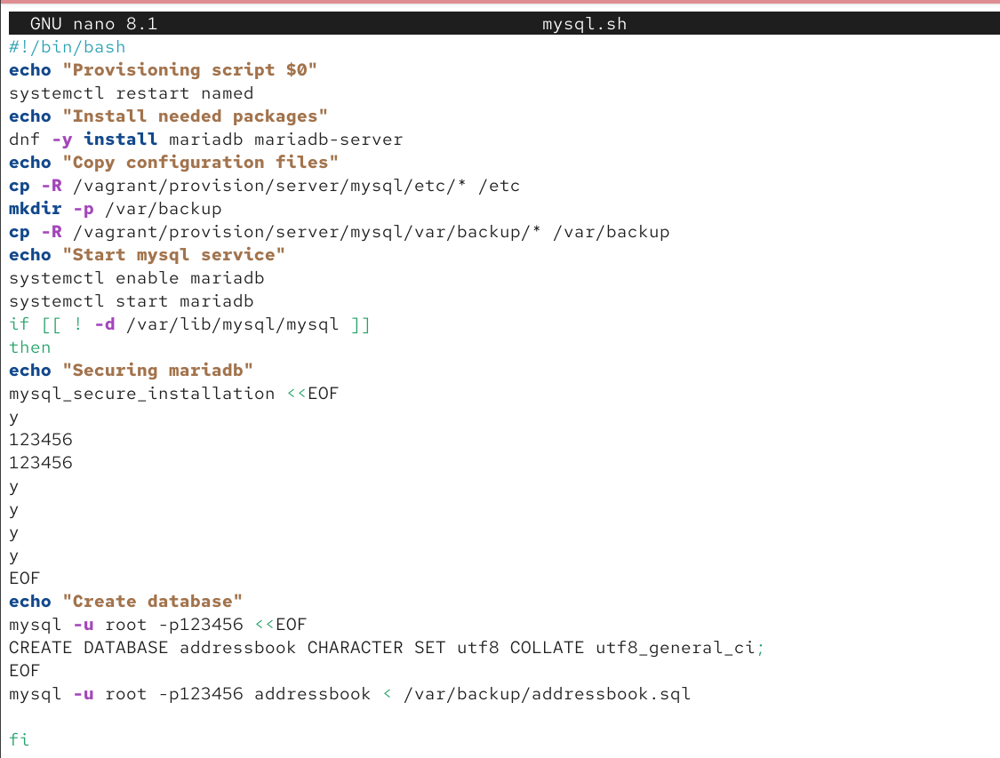 GNU nano 8.1 mysql.sh
#!/bin/bash
echo "Provisioning script $0"
systemctl restart named
echo "Install needed packages"
dnf -y install mariadb mariadb-server
echo "Copy configuration files"
cp -R /vagrant/provision/server/mysql/etc/* /etc
mkdir -p /var/backup
cp -R /vagrant/provision/server/mysql/var/backup/* /var/backup
echo "Start mysql service"
systemctl enable mariadb
systemctl start mariadb
if [[ ! -d /var/lib/mysql/mysql ]]
then
echo "Securing mariadb"
mysql_secure_installation <<EOF
y
123456
123456
y
y
y
y
EOF
echo "Create database"
mysql -u root -p123456 <<EOF
CREATE DATABASE addressbook CHARACTER SET utf8 COLLATE utf8_general_ci;
EOF
mysql -u root -p123456 addressbook < /var/backup/addressbook.sql
fi